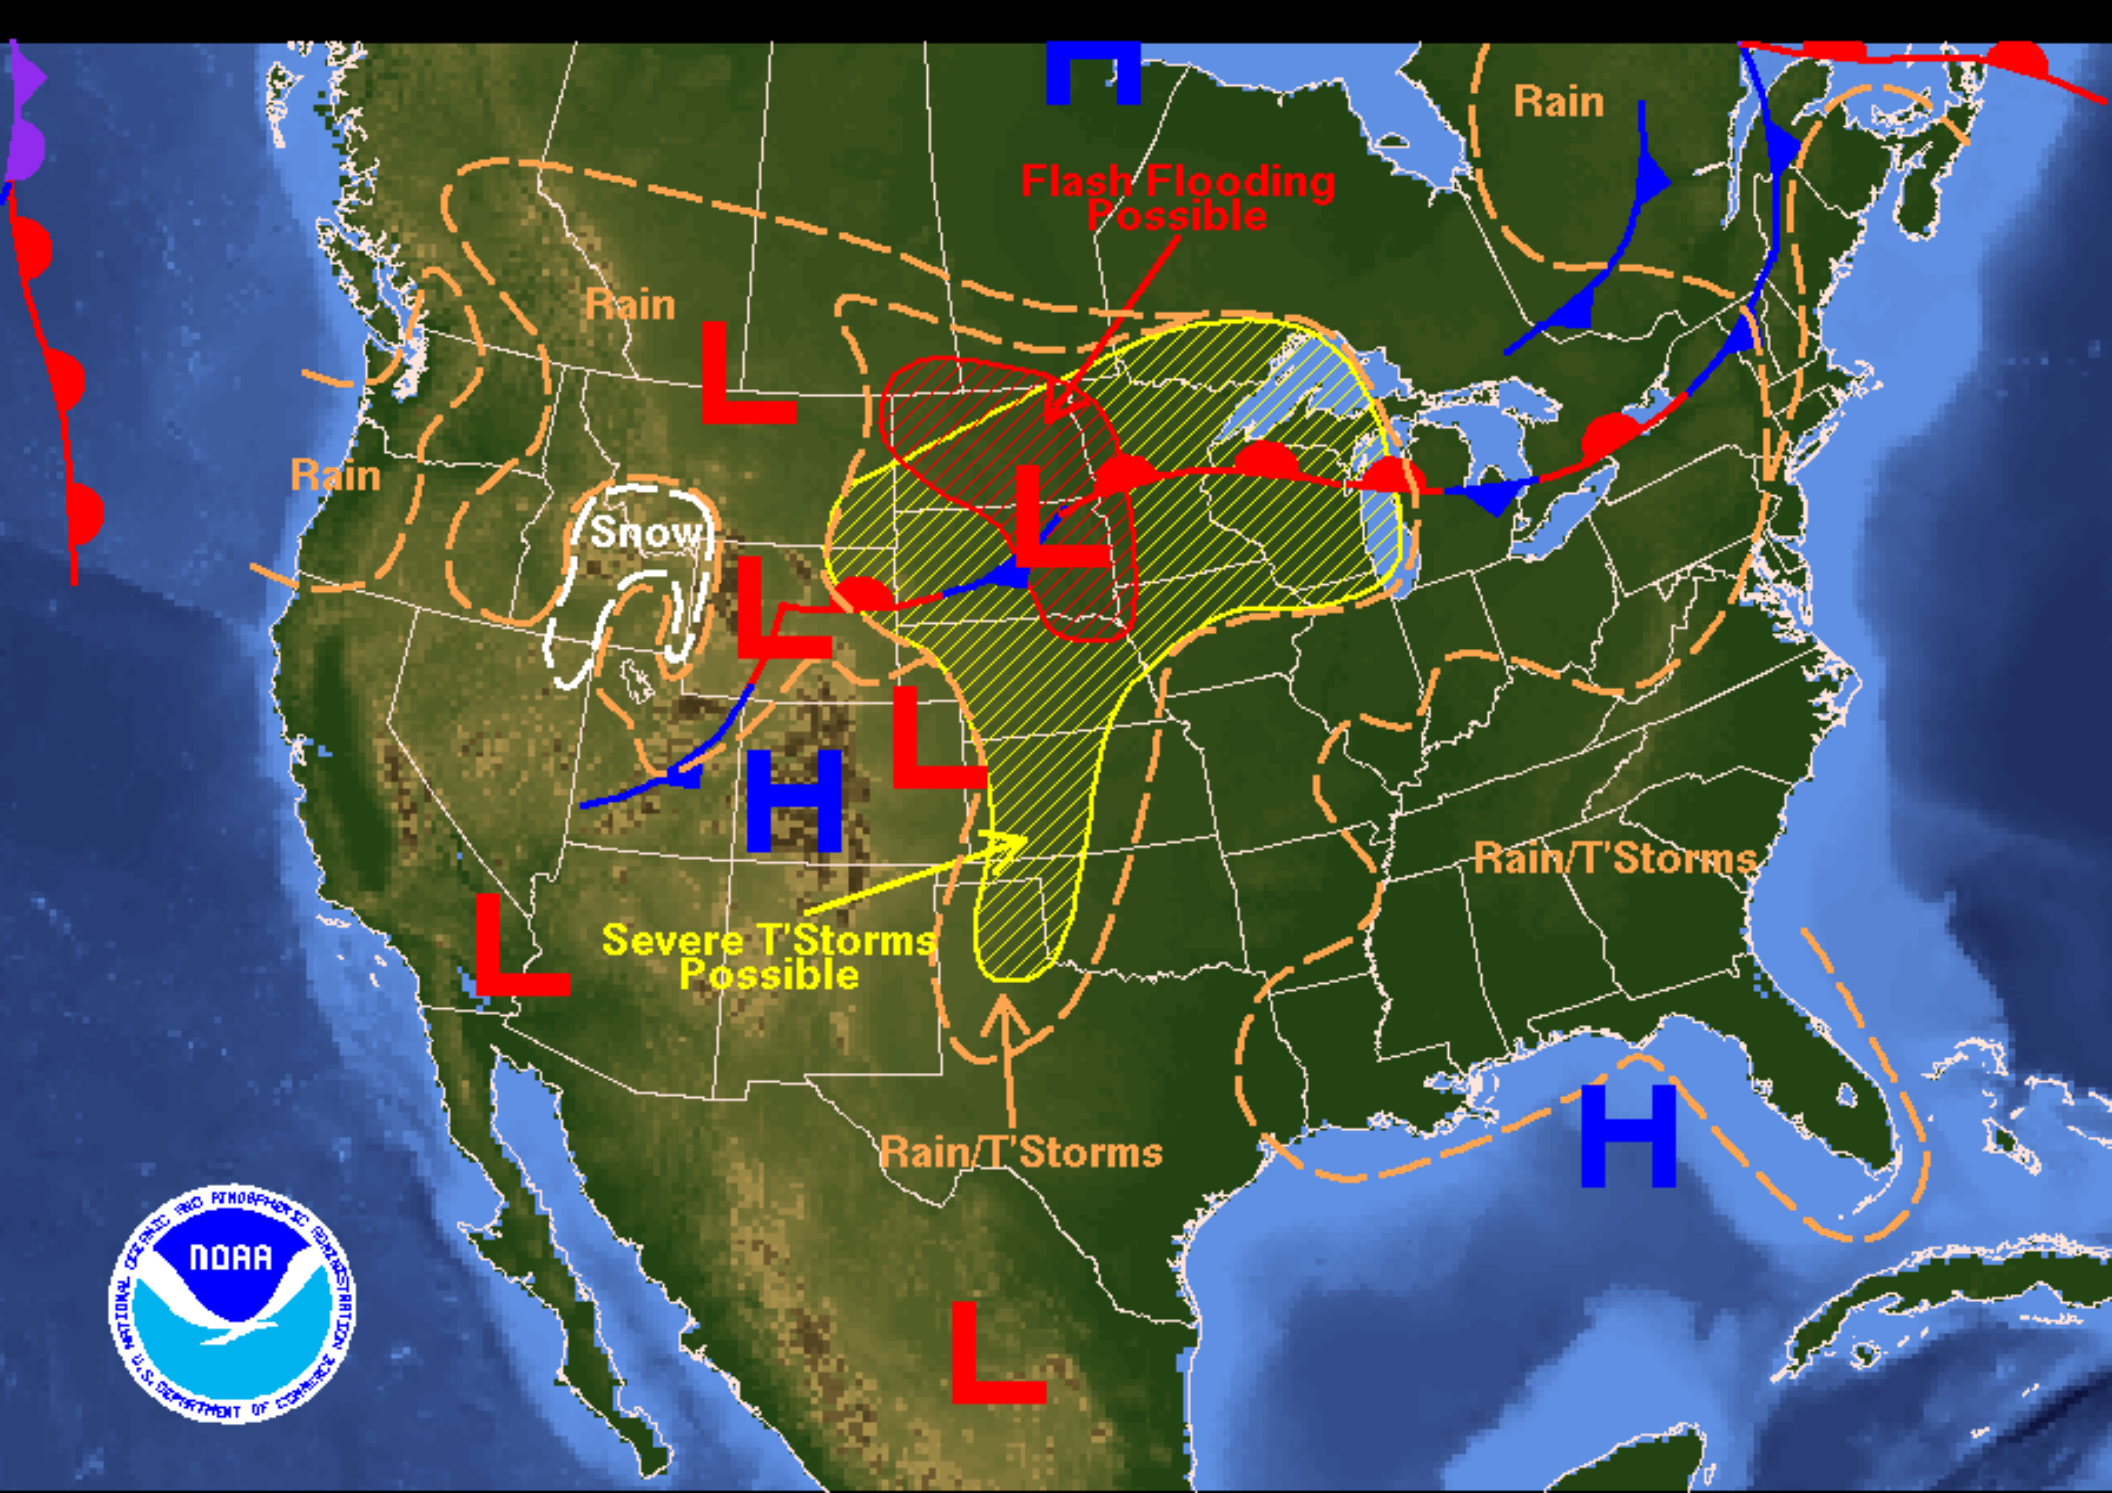 H
Rain
Flash Flooding
Possible
Rain
L
Rain
L
Snow
L
L
H
Rain/T'Storms
L
Severe T'Storms
Possible
H
Rain/T'Storms
NOAA
NATIONAL OCEANIC AND ATMOSPHERIC ADMINISTRATION
U.S. DEPARTMENT OF COMMERCE
L